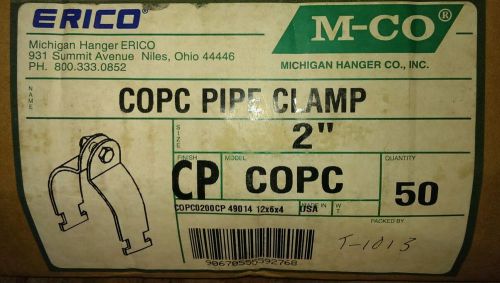 ERICO
M-CO®
Michigan Hanger ERICO
931 Summit Avenue Niles, Ohio 44446
PH. 800.333.0852
MICHIGAN HANGER CO., INC.
NAME
COPC PIPE CLAMP
SIZE
2"
FINISH
CP
MODEL
COPC
QUANTITY
50
COPC0200CP 49014 12x6x4
MADE IN
USA
WT.
PACKED BY
T-1013